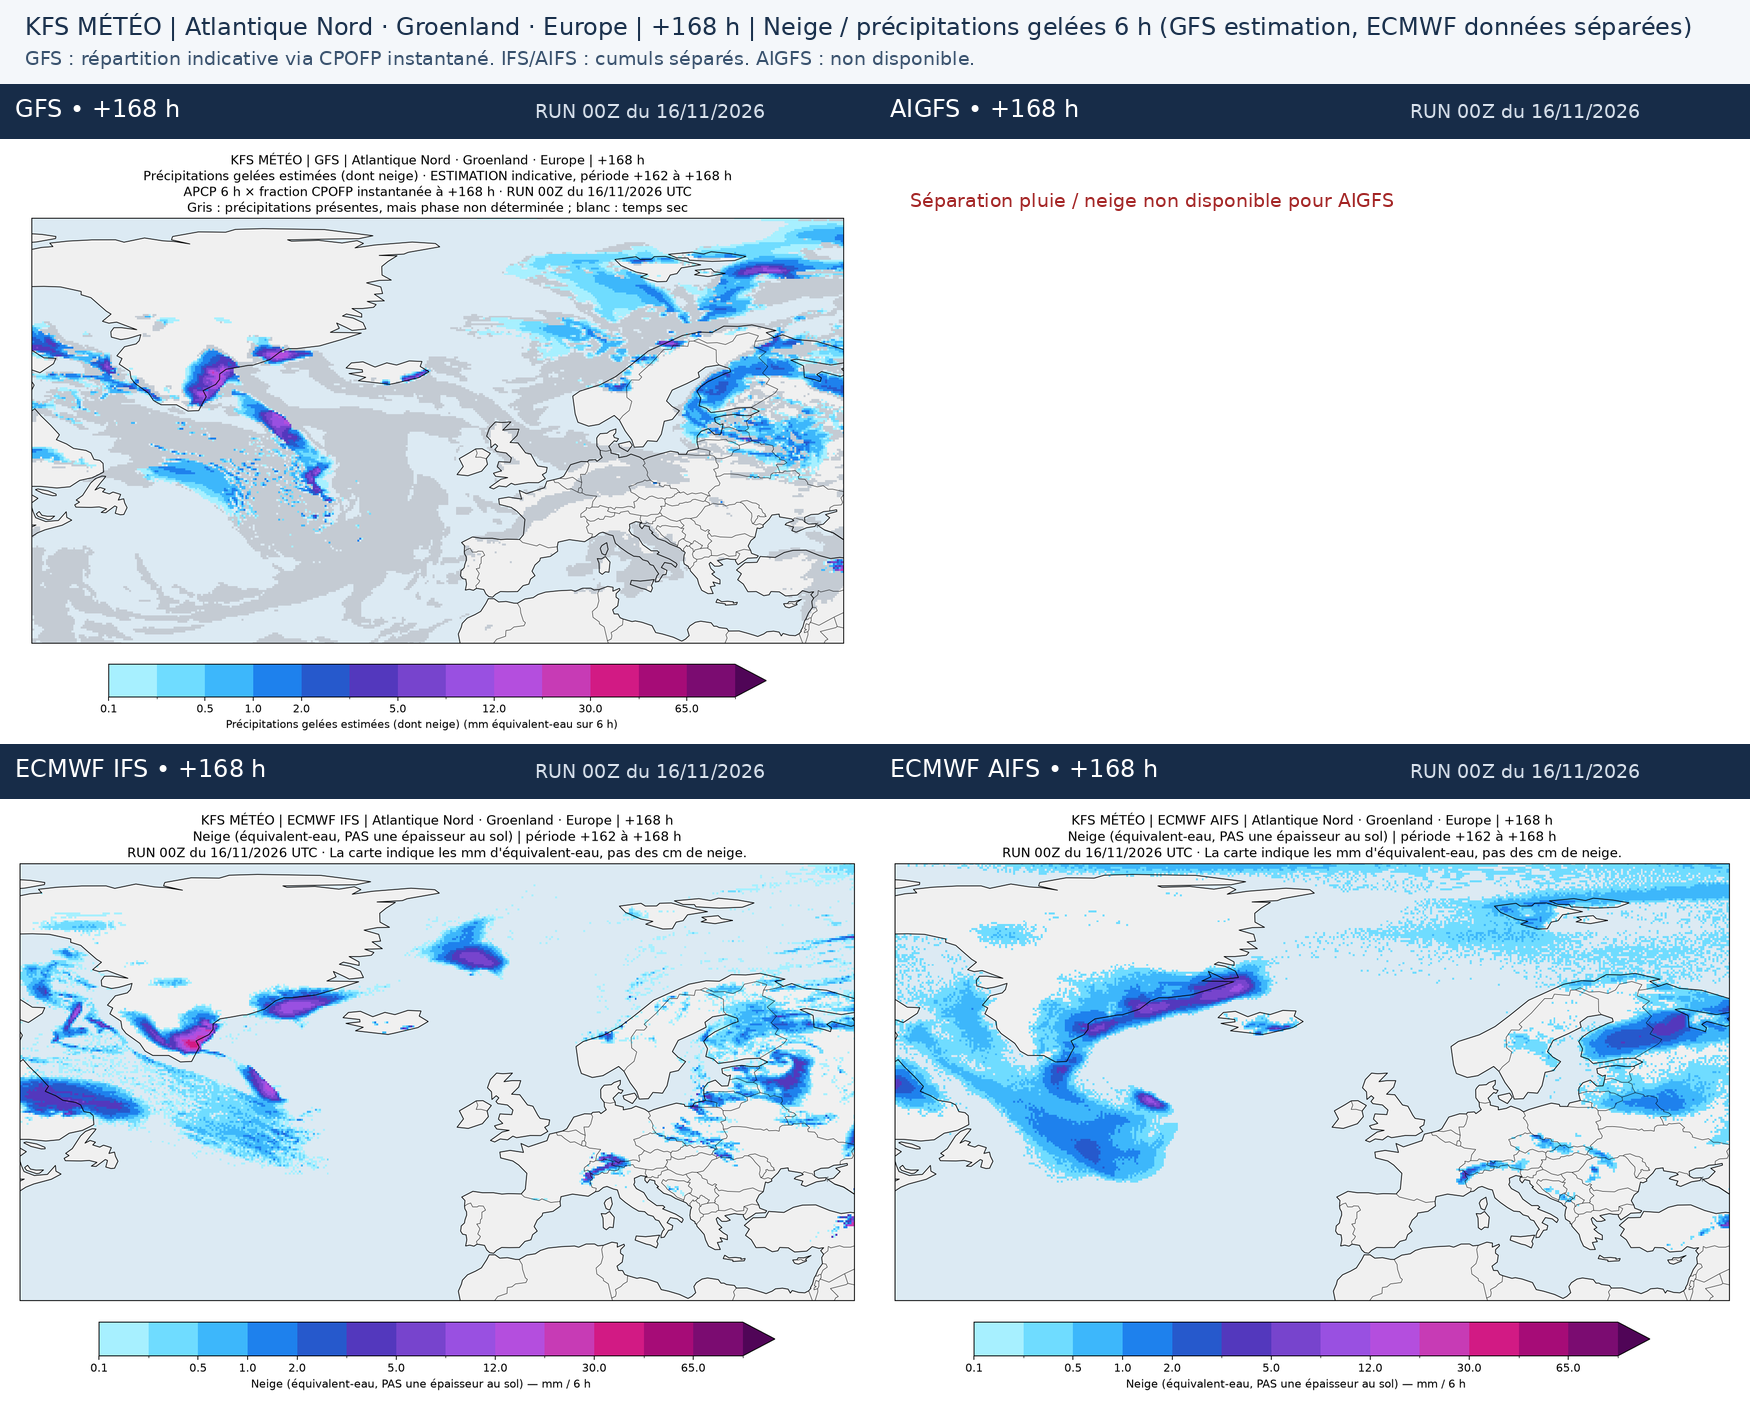 KFS MÉTÉO | Atlantique Nord · Groenland · Europe | +168 h | Neige / précipitations gelées 6 h (GFS estimation, ECMWF données séparées)
GFS : répartition indicative via CPOFP instantané. IFS/AIFS : cumuls séparés. AIGFS : non disponible.
GFS • +168 h
RUN 00Z du 16/11/2026
AIGFS • +168 h
RUN 00Z du 16/11/2026
KFS MÉTÉO | GFS | Atlantique Nord · Groenland · Europe | +168 h
Précipitations gelées estimées (dont neige) · ESTIMATION indicative, période +162 à +168 h
APCP 6 h × fraction CPOFP instantanée à +168 h · RUN 00Z du 16/11/2026 UTC
Gris : précipitations présentes, mais phase non déterminée ; blanc : temps sec
Séparation pluie / neige non disponible pour AIGFS
0.1 0.5 1.0 2.0 5.0 12.0 30.0 65.0
Précipitations gelées estimées (dont neige) (mm équivalent-eau sur 6 h)
ECMWF IFS • +168 h
RUN 00Z du 16/11/2026
ECMWF AIFS • +168 h
RUN 00Z du 16/11/2026
KFS MÉTÉO | ECMWF IFS | Atlantique Nord · Groenland · Europe | +168 h
Neige (équivalent-eau, PAS une épaisseur au sol) | période +162 à +168 h
RUN 00Z du 16/11/2026 UTC · La carte indique les mm d'équivalent-eau, pas des cm de neige.
KFS MÉTÉO | ECMWF AIFS | Atlantique Nord · Groenland · Europe | +168 h
Neige (équivalent-eau, PAS une épaisseur au sol) | période +162 à +168 h
RUN 00Z du 16/11/2026 UTC · La carte indique les mm d'équivalent-eau, pas des cm de neige.
0.1 0.5 1.0 2.0 5.0 12.0 30.0 65.0
Neige (équivalent-eau, PAS une épaisseur au sol) — mm / 6 h
0.1 0.5 1.0 2.0 5.0 12.0 30.0 65.0
Neige (équivalent-eau, PAS une épaisseur au sol) — mm / 6 h